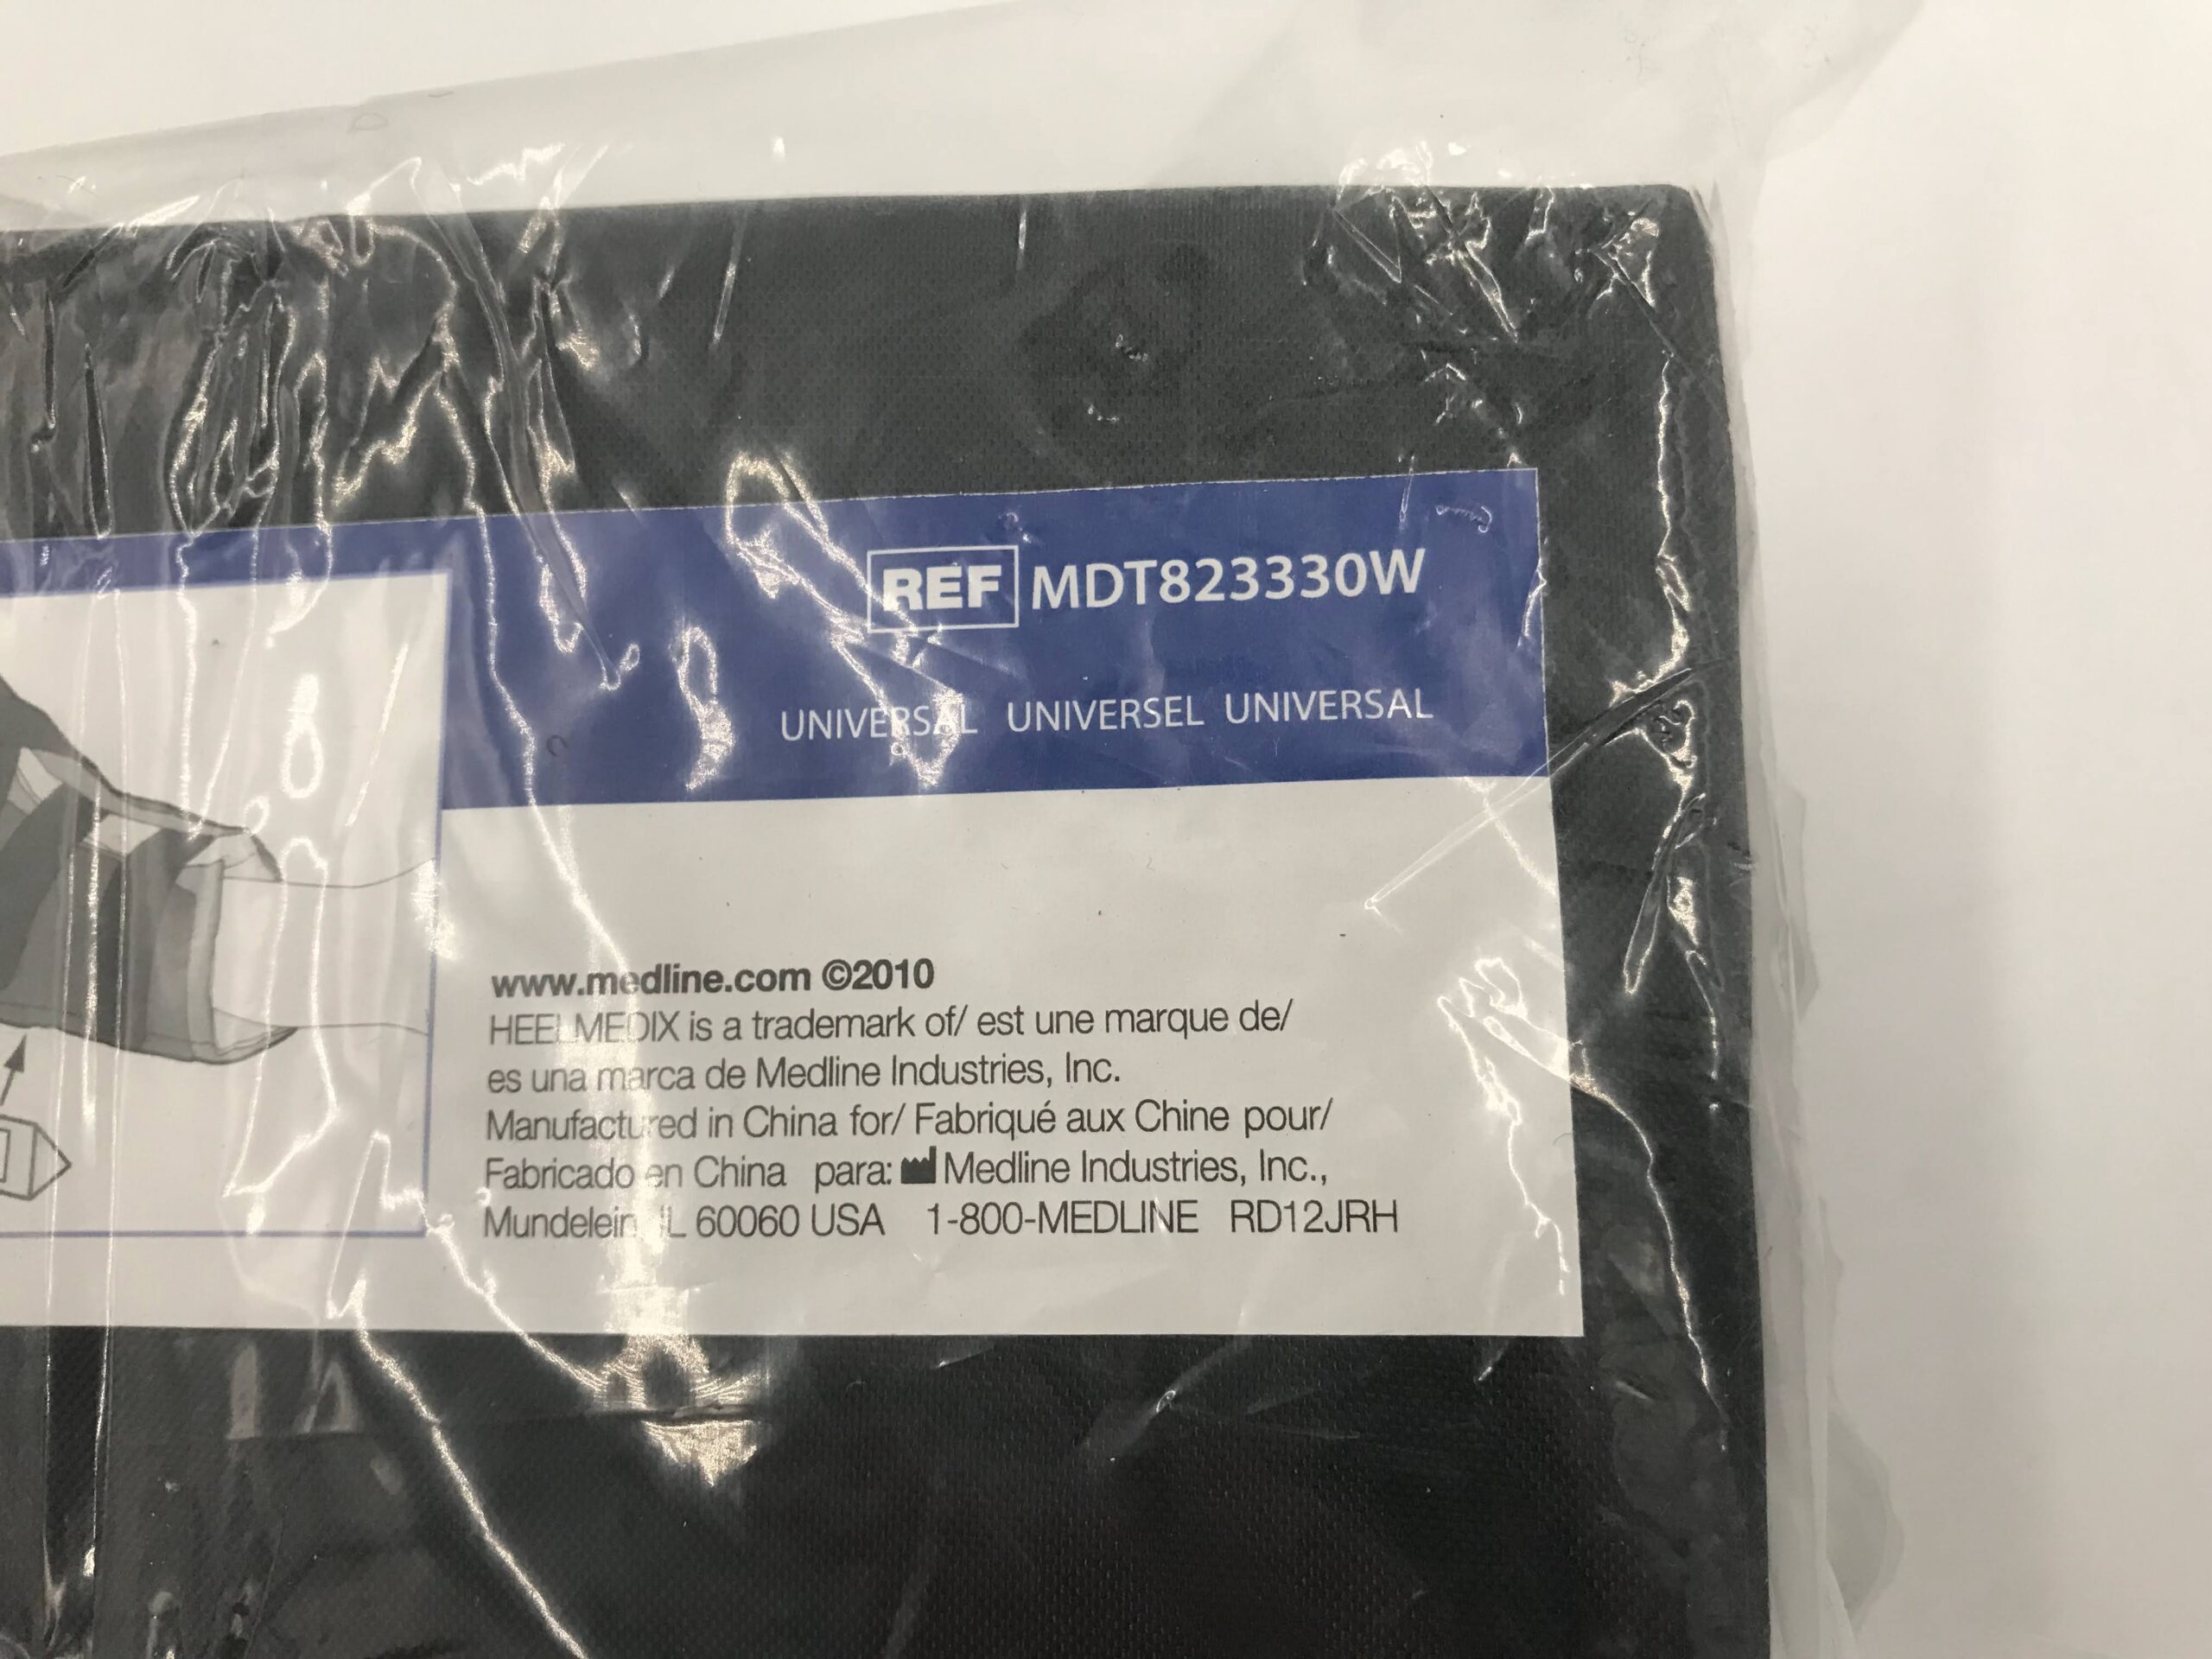 REF MDT823330W
UNIVERSAL UNIVERSEL UNIVERSAL
www.medline.com ©2010
HEELMEDIX is a trademark of/ est une marque de/
es una marca de Medline Industries, Inc.
Manufactured in China for/ Fabriqué aux Chine pour/
Fabricado en China para: Medline Industries, Inc.,
Mundelein IL 60060 USA 1-800-MEDLINE RD12JRH